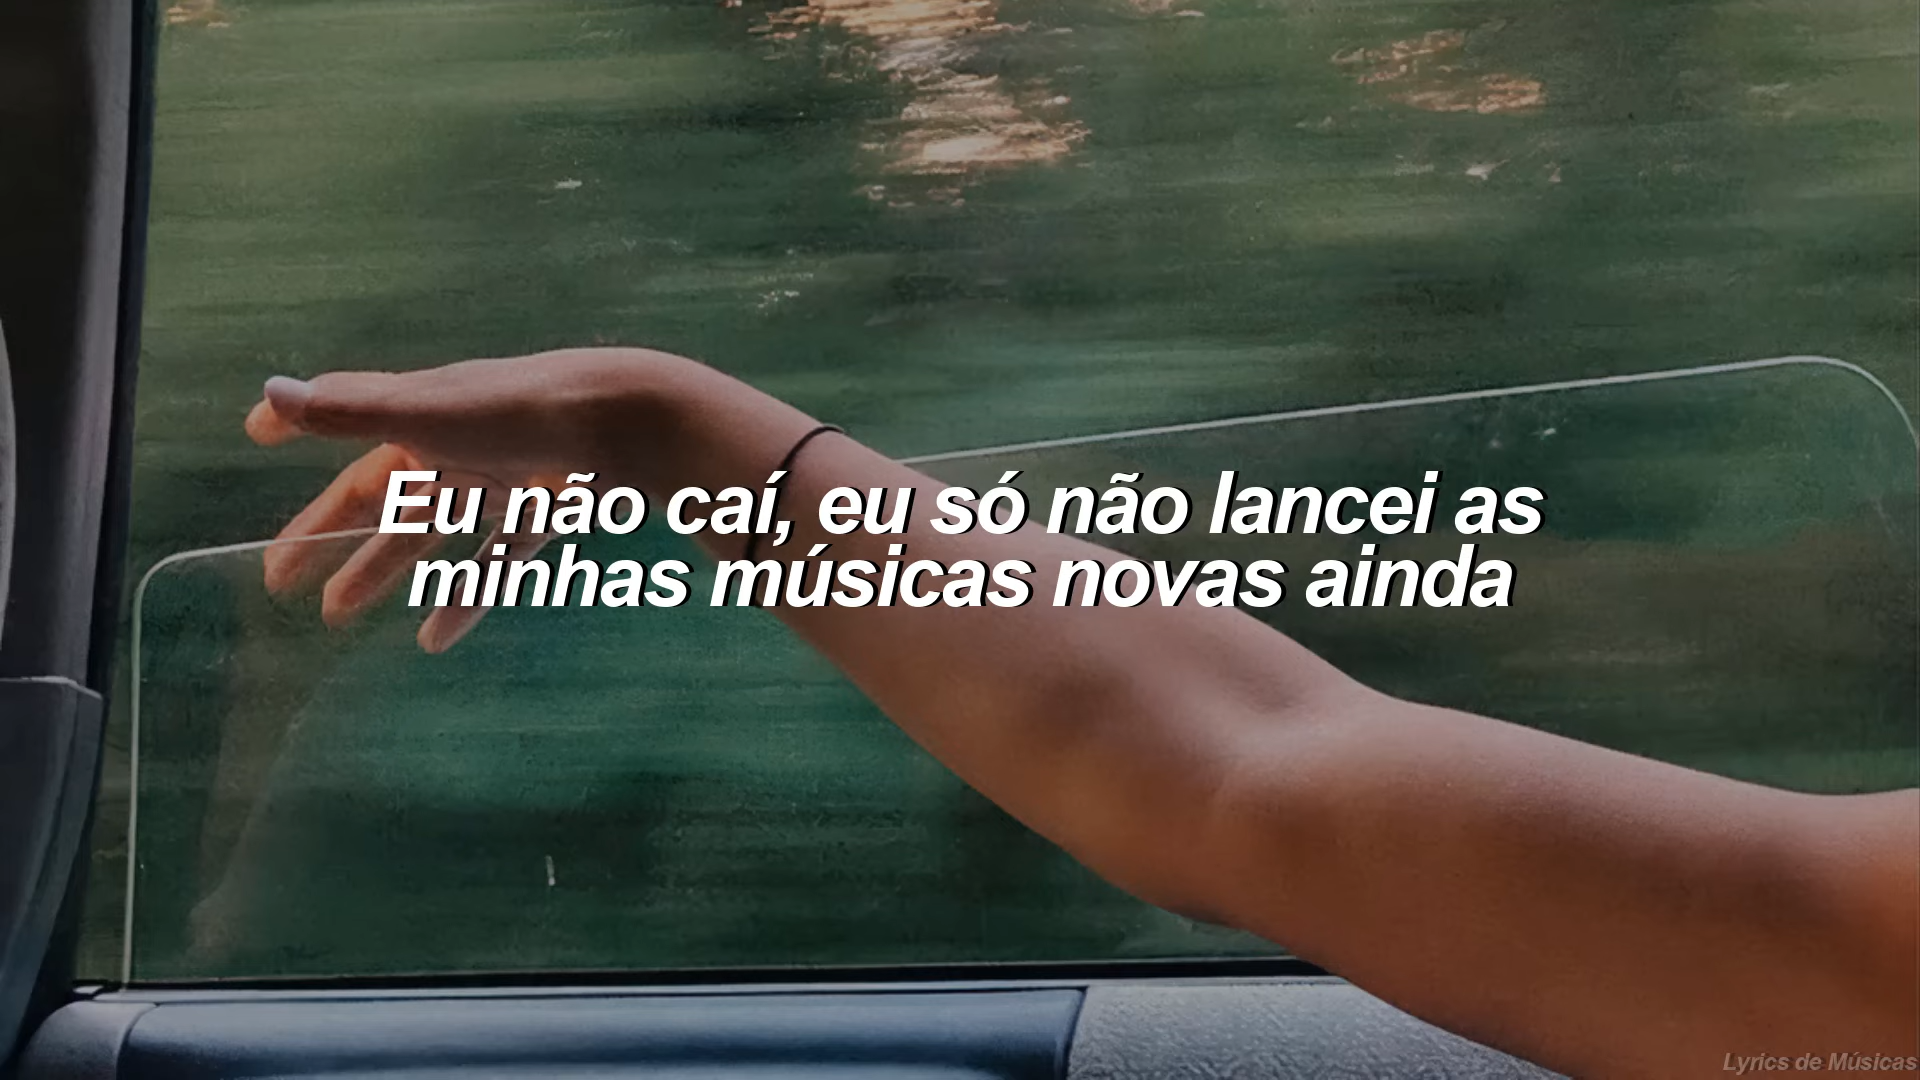 Eu não caí, eu só não lancei as
minhas músicas novas ainda
Lyrics de Músicas